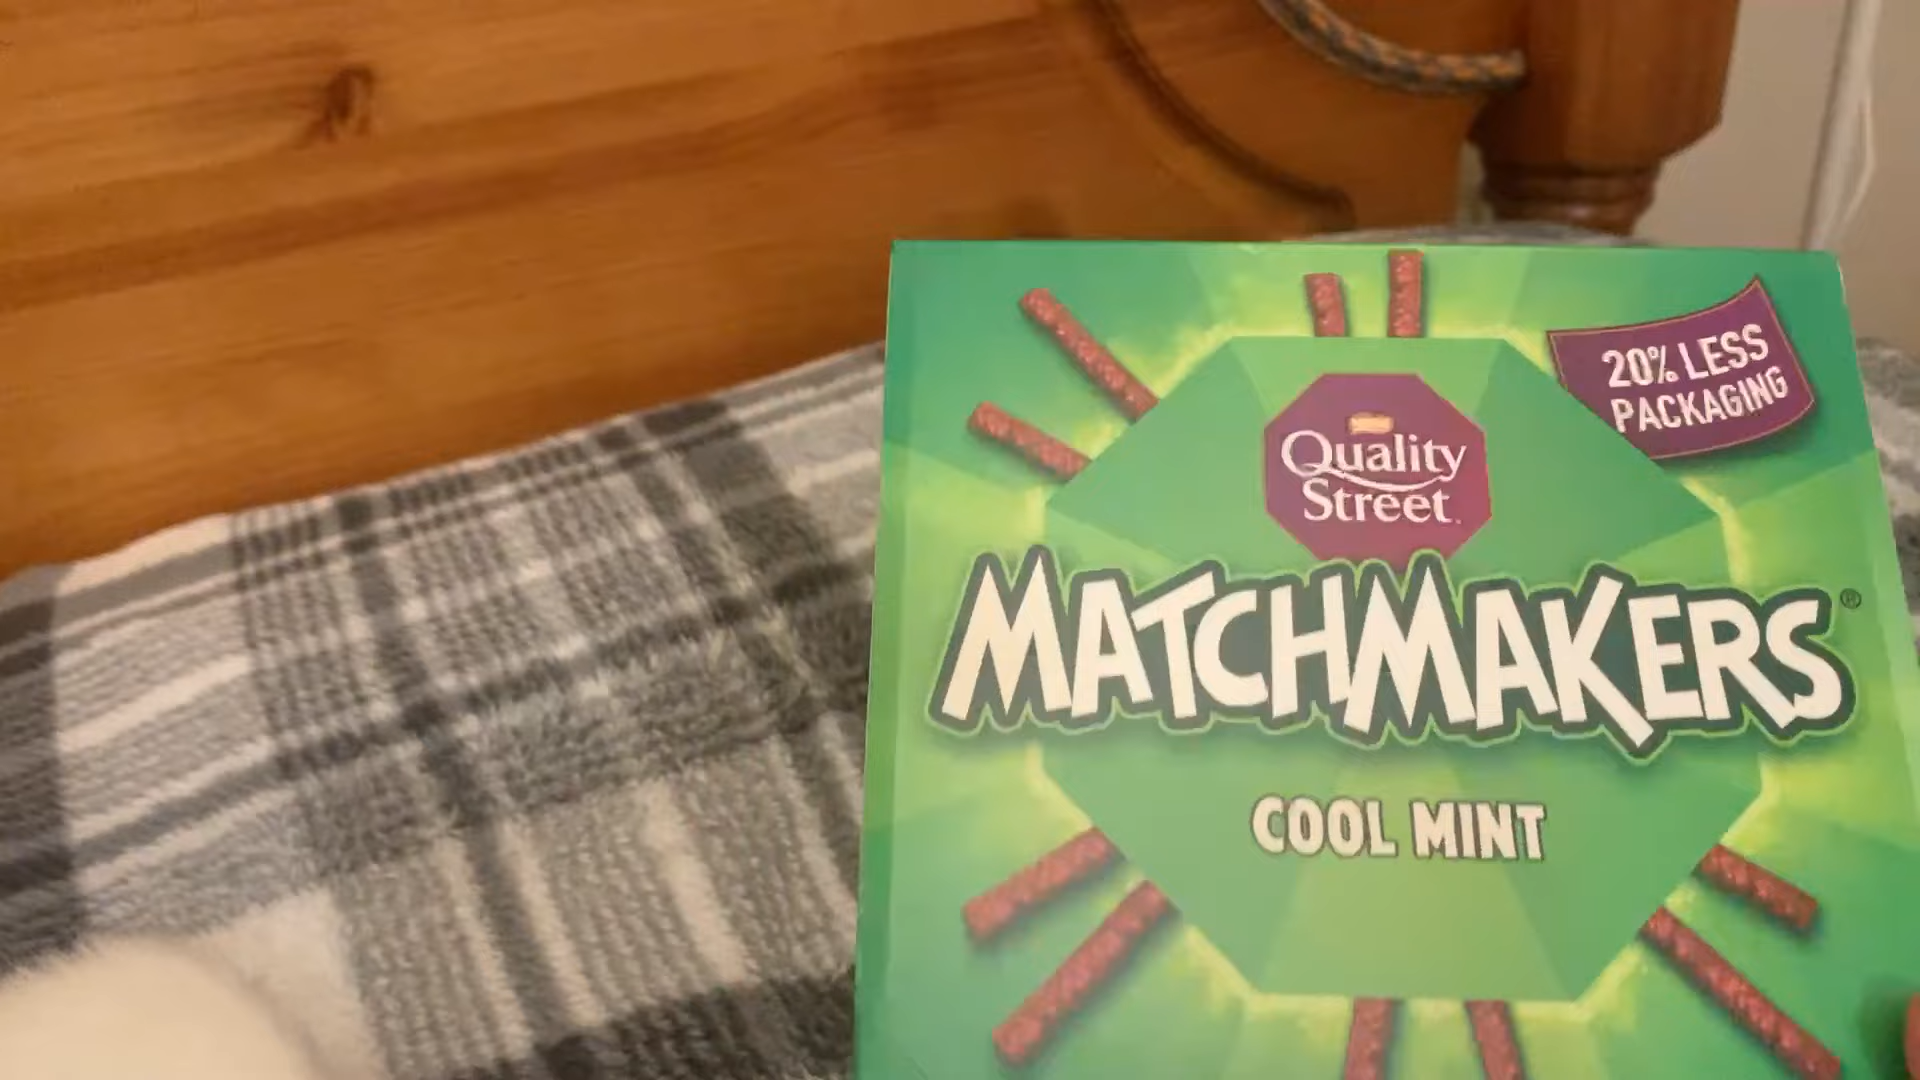 20% LESS
PACKAGING
Quality
Street
MATCHMAKERS®
COOL MINT